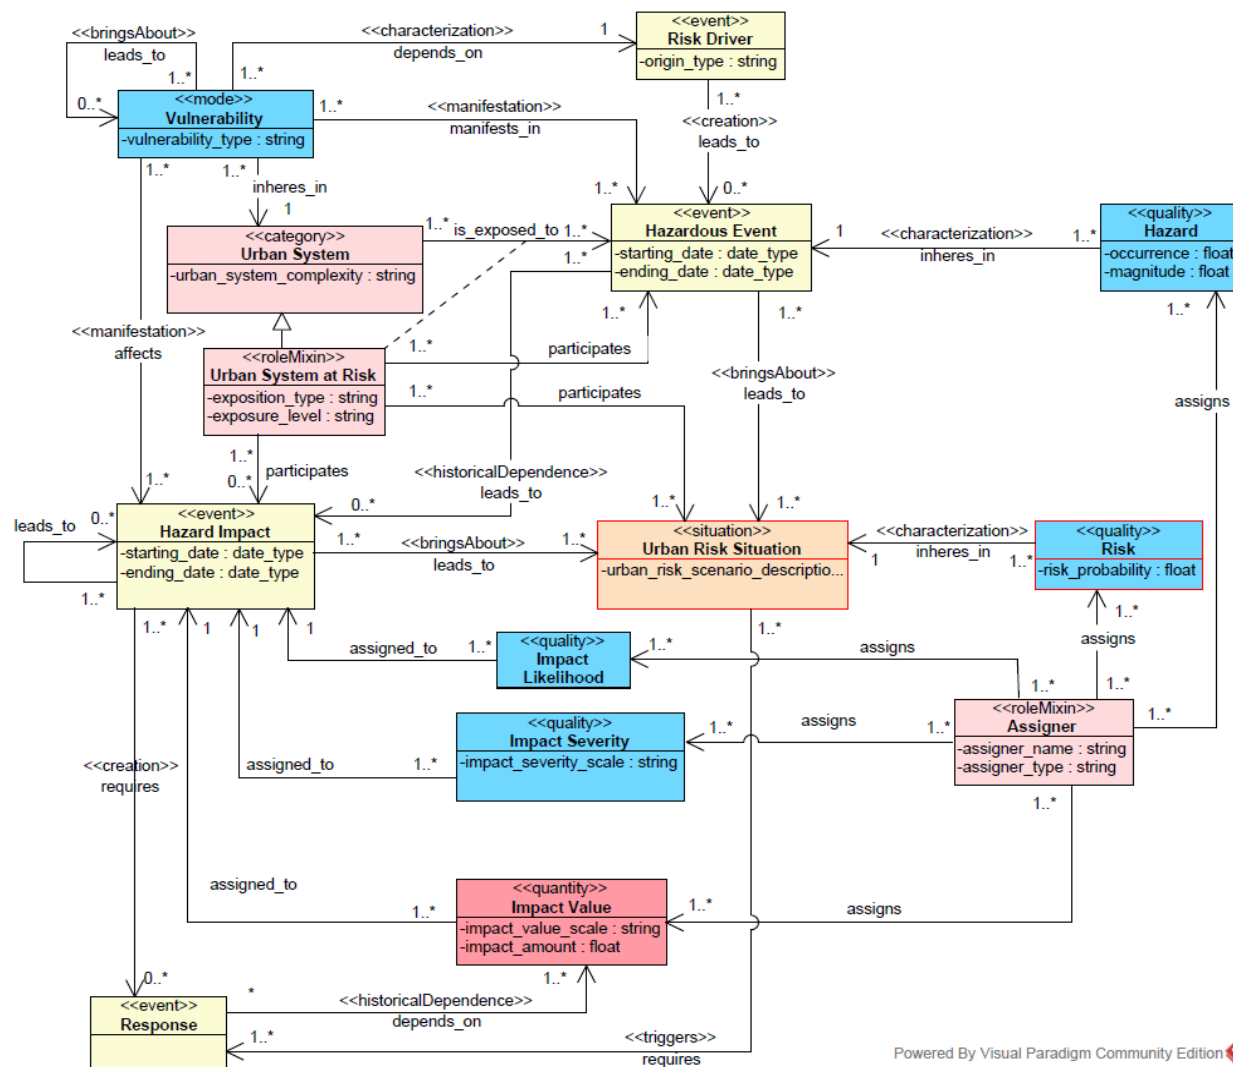 <<bringsAbout>>
leads_to
1..*
0..*
<<characterization>>
depends_on
1
1..*
<<event>>
Risk Driver
-origin_type : string
<<mode>>
Vulnerability
-vulnerability_type : string
1..*
<<manifestation>>
manifests_in
1..*
1..*
<<creation>>
leads_to
0..*
1..*
1..*
inheres_in
1
<<category>>
Urban System
-urban_system_complexity : string
1..*
is_exposed_to
1..*
1..*
<<event>>
Hazardous Event
-starting_date : date_type
-ending_date : date_type
1
<<characterization>>
inheres_in
1..*
<<quality>>
Hazard
-occurrence : float
-magnitude : float
1..*
<<manifestation>>
affects
<<roleMixin>>
Urban System at Risk
-exposition_type : string
-exposure_level : string
1..*
participates
1..*
1..*
participates
1..*
<<bringsAbout>>
leads_to
assigns
1..*
participates
0..*
<<historicalDependence>>
leads_to
0..*
1..*
1..*
1..*
leads_to
0..*
1..*
<<event>>
Hazard Impact
-starting_date : date_type
-ending_date : date_type
1..*
<<bringsAbout>>
leads_to
1..*
<<situation>>
Urban Risk Situation
-urban_risk_scenario_descriptio...
<<characterization>>
inheres_in
1
1..*
<<quality>>
Risk
-risk_probability : float
1..*
1
1
1
assigned_to
1..*
<<quality>>
Impact
Likelihood
1..*
1..*
assigns
1..*
assigns
1..*
<<quality>>
Impact Severity
-impact_severity_scale : string
assigned_to
1..*
1..*
assigns
1..*
<<roleMixin>>
Assigner
-assigner_name : string
-assigner_type : string
1..*
1..*
<<creation>>
requires
assigned_to
1..*
<<quantity>>
Impact Value
-impact_value_scale : string
-impact_amount : float
1..*
assigns
0..*
<<event>>
Response
*
<<historicalDependence>>
depends_on
1..*
1..*
<<triggers>>
requires
Powered By Visual Paradigm Community Edition